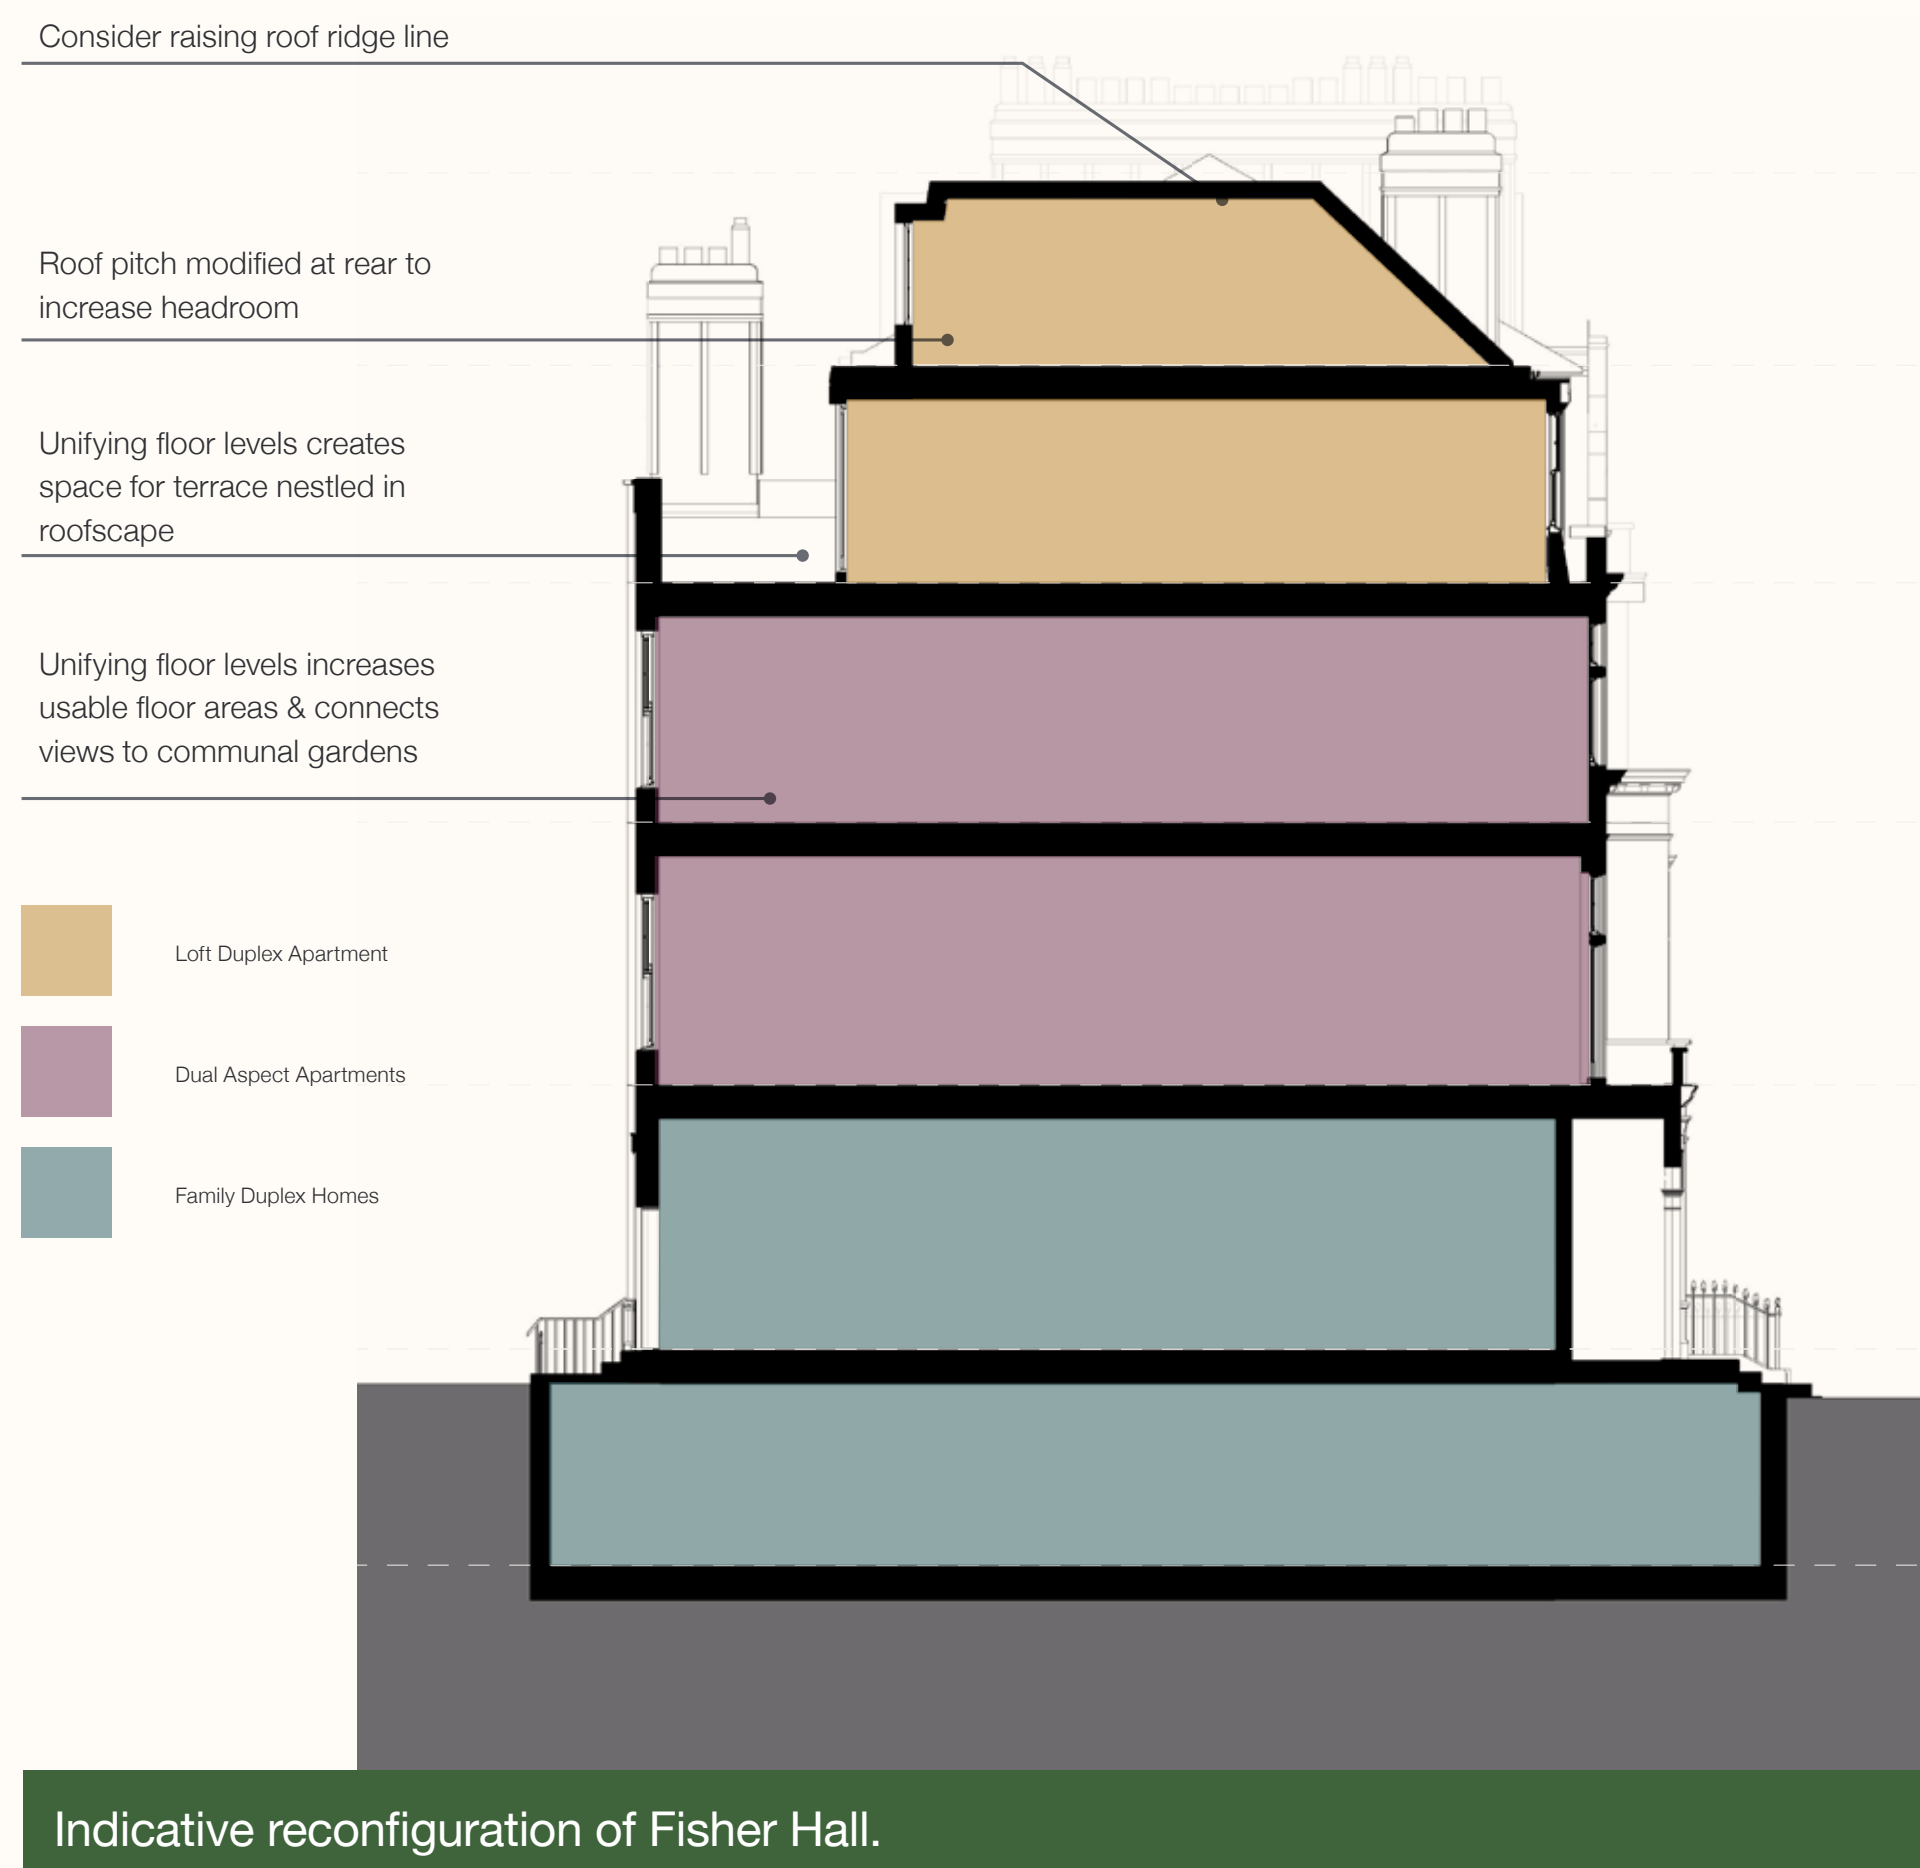 Consider raising roof ridge line
Roof pitch modified at rear to
increase headroom
Unifying floor levels creates
space for terrace nestled in
roofscape
Unifying floor levels increases
usable floor areas & connects
views to communal gardens
Loft Duplex Apartment
Dual Aspect Apartments
Family Duplex Homes
Indicative reconfiguration of Fisher Hall.